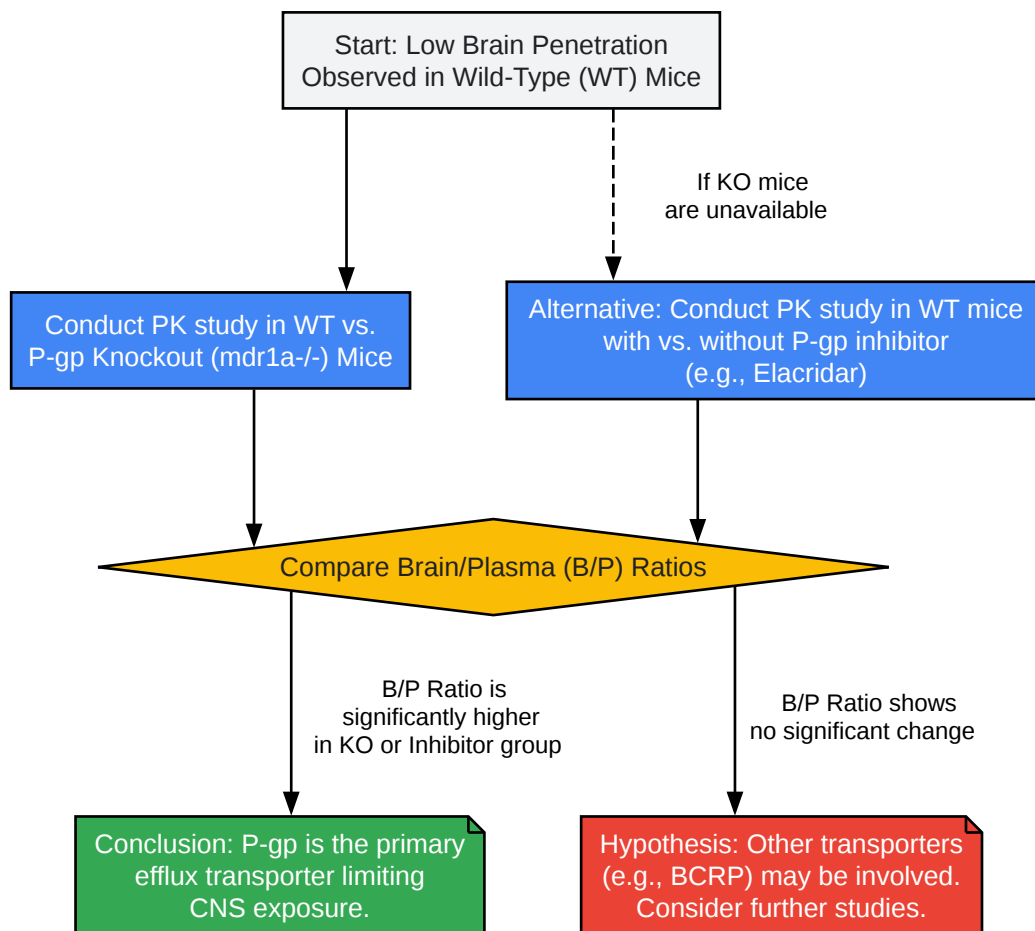 Start: Low Brain Penetration
Observed in Wild-Type (WT) Mice
If KO mice
are unavailable
Conduct PK study in WT vs.
P-gp Knockout (mdr1a-/-) Mice
Alternative: Conduct PK study in WT mice
with vs. without P-gp inhibitor
(e.g., Elacridar)
Compare Brain/Plasma (B/P) Ratios
B/P Ratio is
significantly higher
in KO or Inhibitor group
B/P Ratio shows
no significant change
Conclusion: P-gp is the primary
efflux transporter limiting
CNS exposure.
Hypothesis: Other transporters
(e.g., BCRP) may be involved.
Consider further studies.